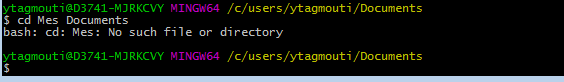 ytagmouti@D3741-MJRKCVY MINGW64 /c/users/ytagmouti/Documents
$ cd Mes Documents
bash: cd: Mes: No such file or directory
ytagmouti@D3741-MJRKCVY MINGW64 /c/users/ytagmouti/Documents
$